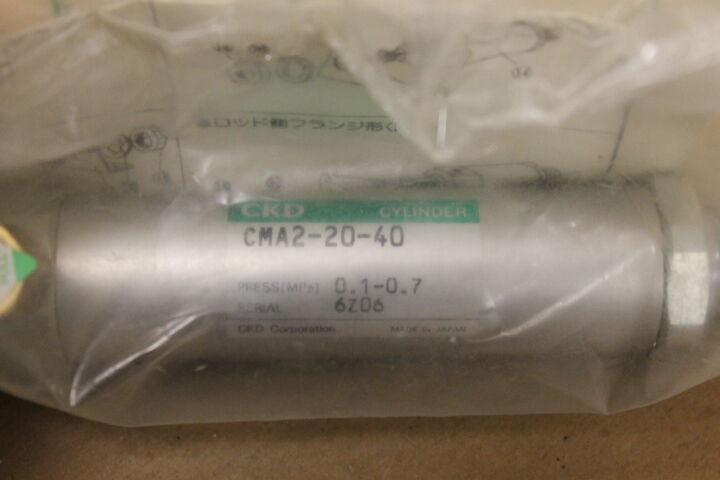 ●ロッド側フランジ形(
CKD CYLINDER
CMA2-20-40
PRESS(MPa) 0.1-0.7
SERIAL 6Z06
CKD Corporation MADE IN JAPAN